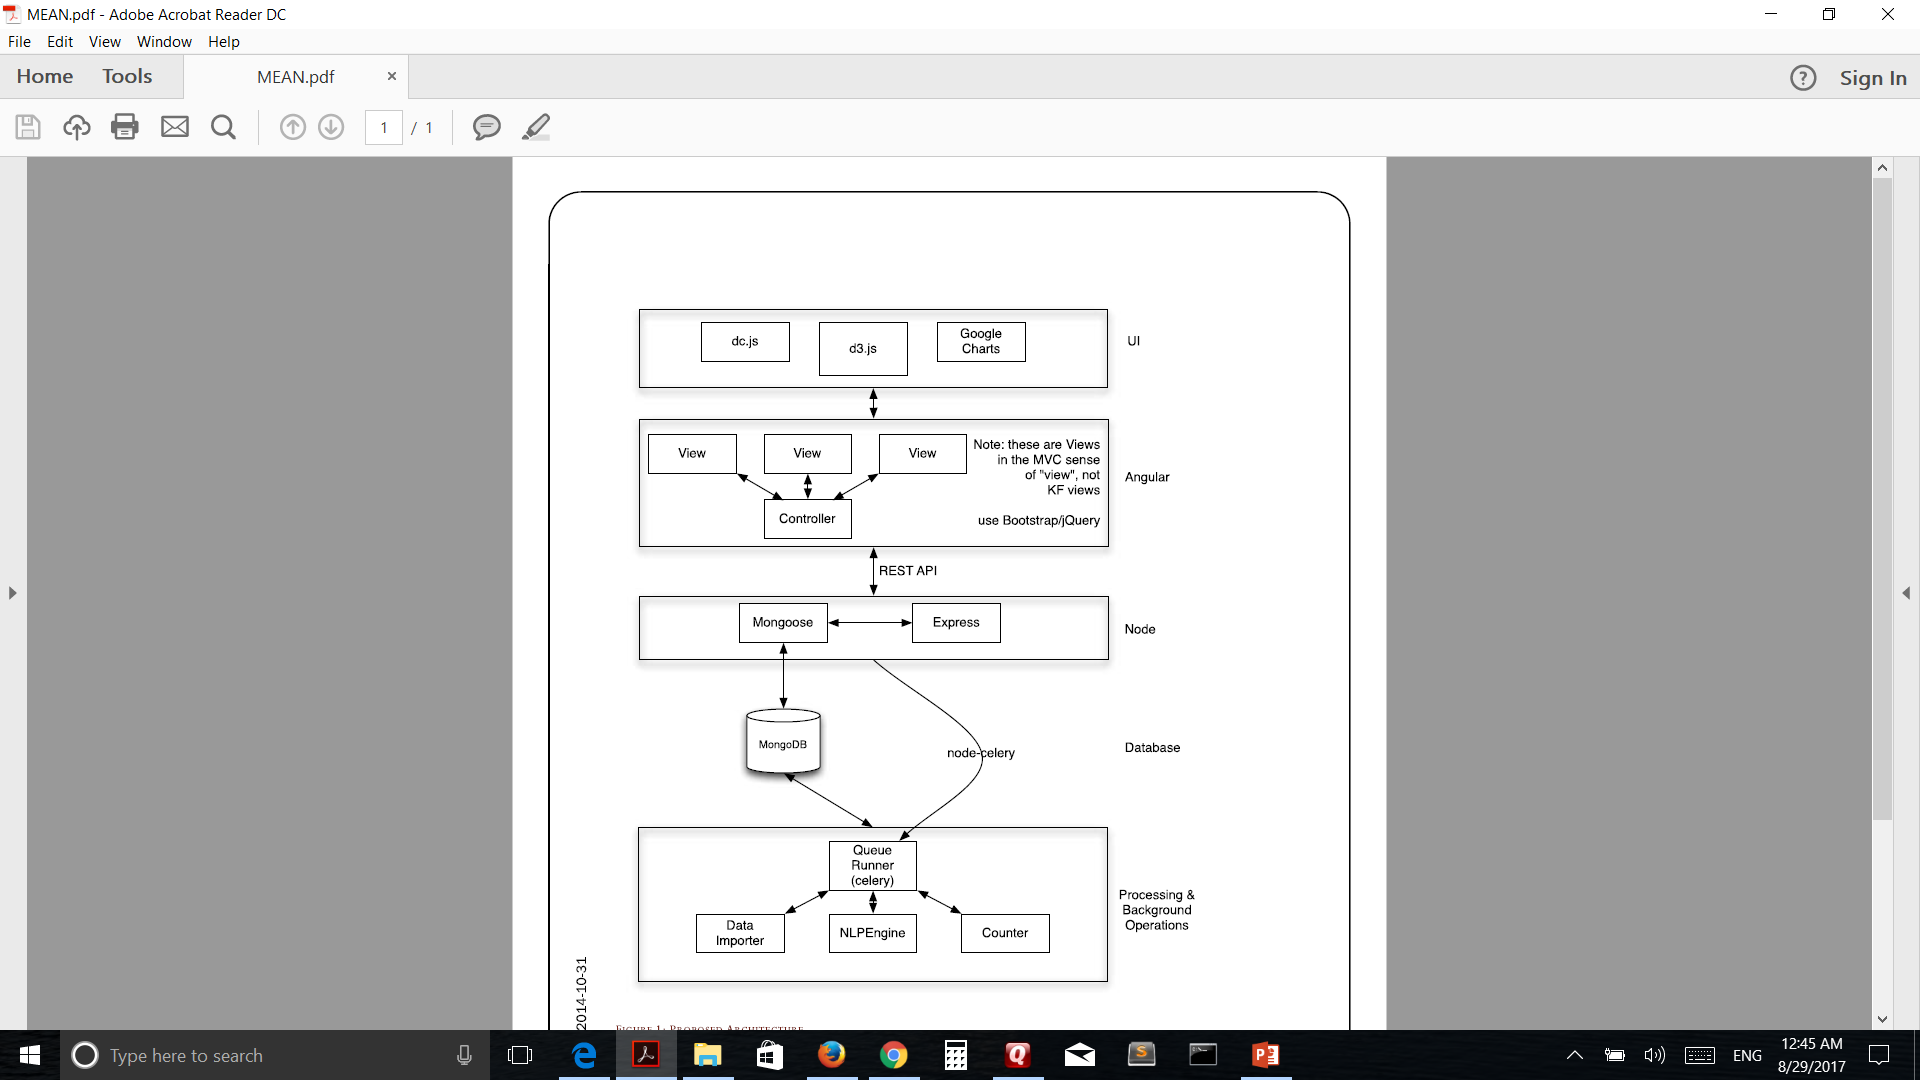 MEAN.pdf - Adobe Acrobat Reader DC
File Edit View Window Help
Home Tools MEAN.pdf × ? Sign In
1 / 1
dc.js
d3.js
Google
Charts
UI
View
View
View
Note: these are Views
in the MVC sense
of "view", not
KF views
use Bootstrap/jQuery
Controller
Angular
REST API
Mongoose
Express
Node
MongoDB
node-celery
Database
Queue
Runner
(celery)
Data
Importer
NLPEngine
Counter
Processing &
Background
Operations
2014-10-31
Figure 1: Proposed Architecture
Type here to search
ENG
12:45 AM
8/29/2017